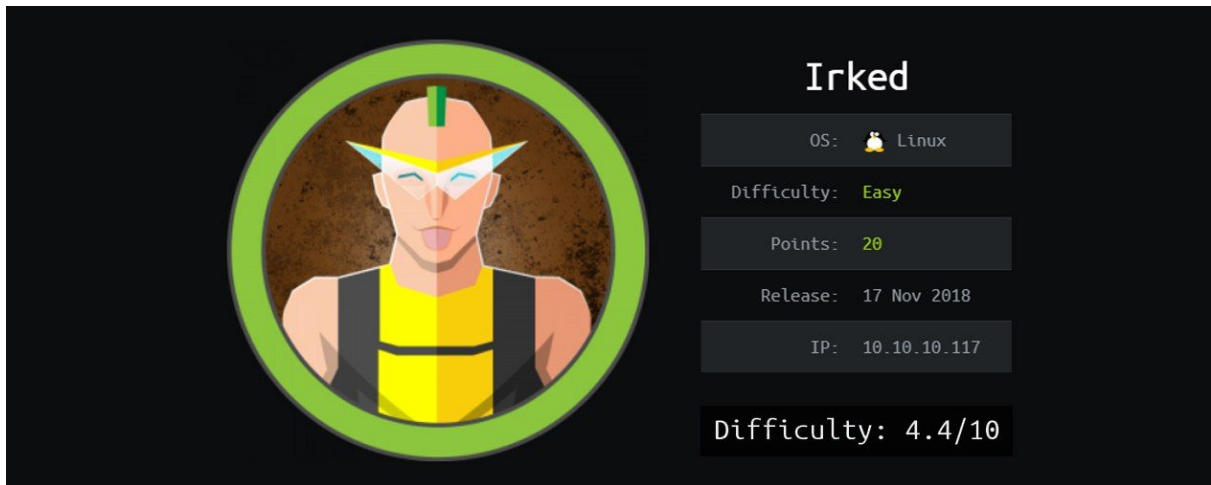 Irked
OS: Linux
Difficulty: Easy
Points: 20
Release: 17 Nov 2018
IP: 10.10.10.117
Difficulty: 4.4/10